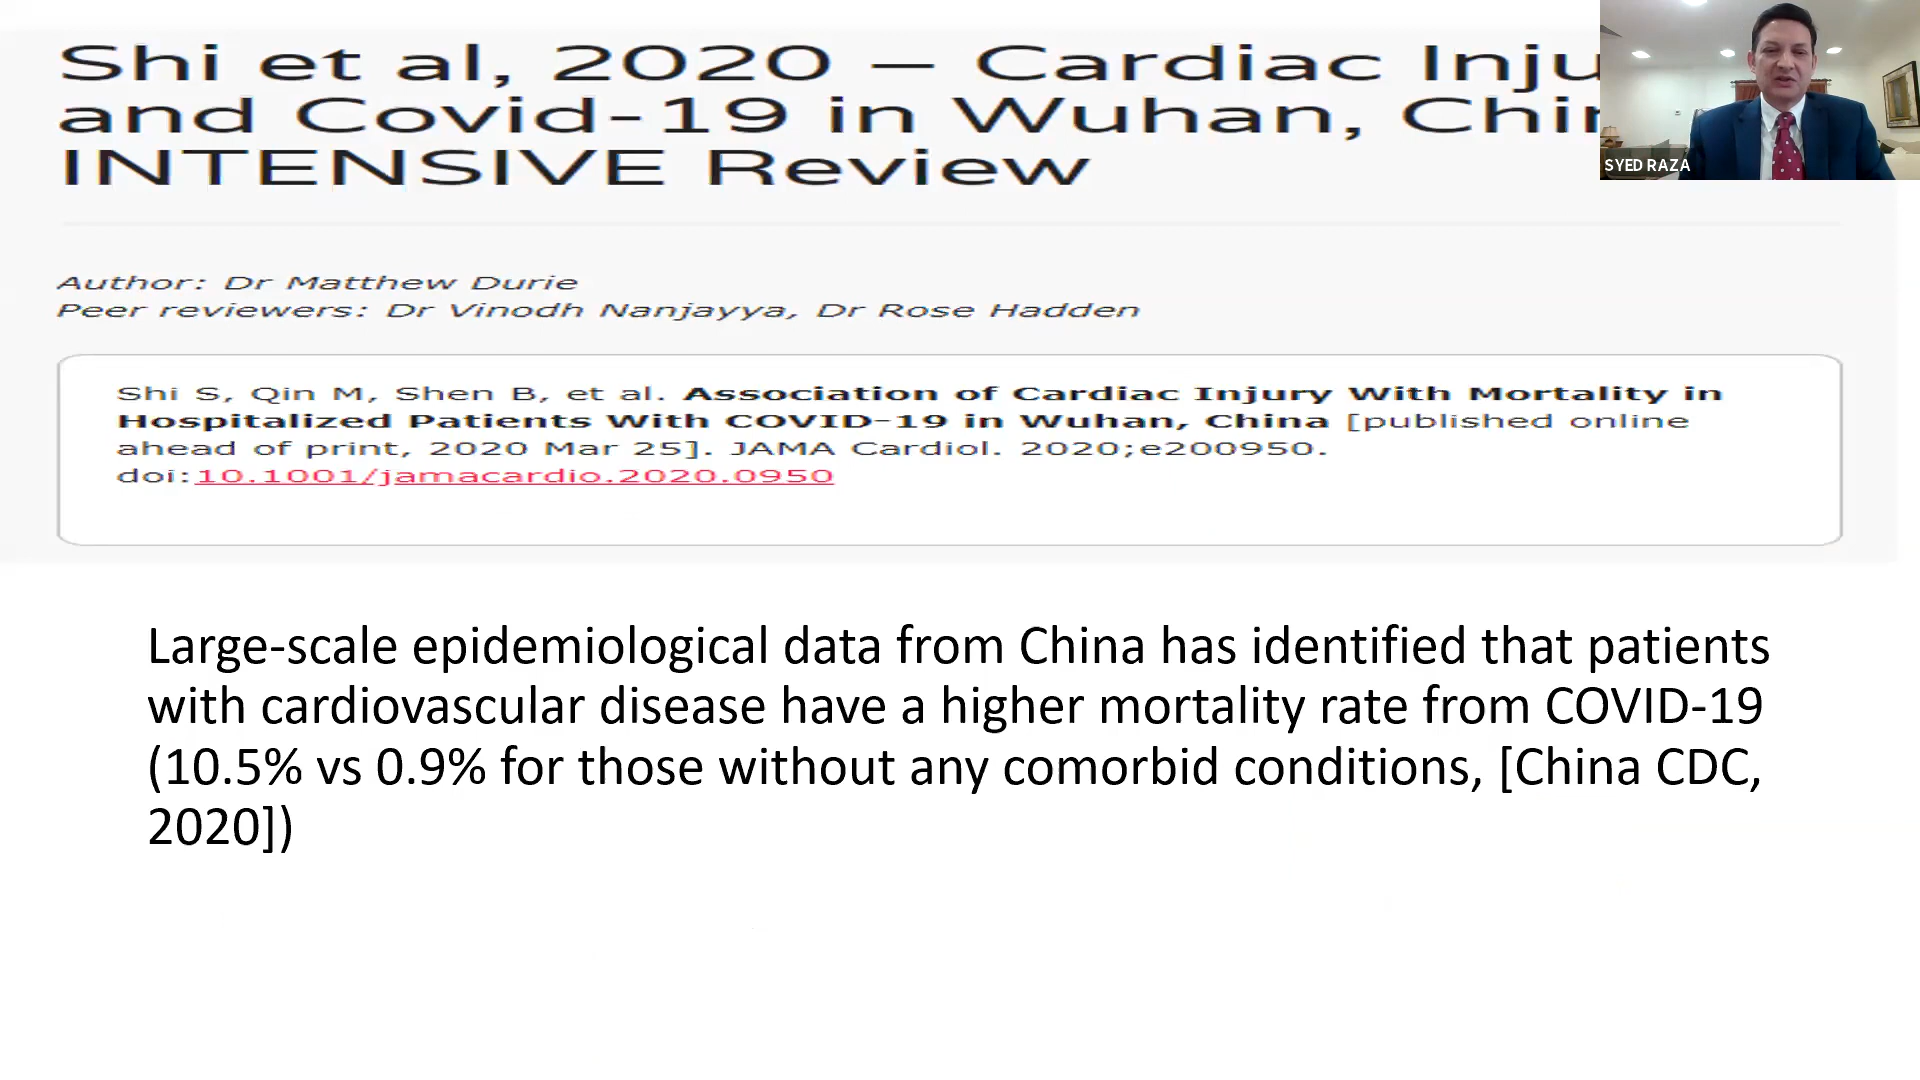 Shi et al, 2020 – Cardiac Inju
and Covid-19 in Wuhan, Chin
INTENSIVE Review
SYED RAZA
Author: Dr Matthew Durie
Peer reviewers: Dr Vinodh Nanjayya, Dr Rose Hadden
Shi S, Qin M, Shen B, et al. Association of Cardiac Injury With Mortality in
Hospitalized Patients With COVID-19 in Wuhan, China [published online
ahead of print, 2020 Mar 25]. JAMA Cardiol. 2020;e200950.
doi:10.1001/jamacardio.2020.0950
Large-scale epidemiological data from China has identified that patients
with cardiovascular disease have a higher mortality rate from COVID-19
(10.5% vs 0.9% for those without any comorbid conditions, [China CDC,
2020])